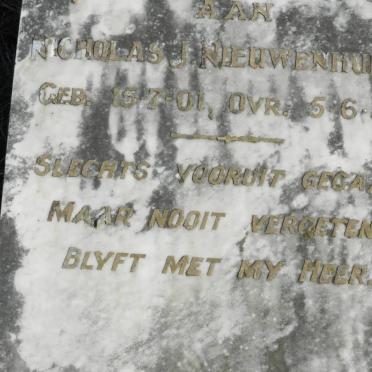 AAN
NICHOLAS J. NIEUWENHU
GEB. 15-7-01, OVR. 5-6-
SLECHTS VOORUIT GEGA
MAAR NOOIT VERGETEN
BLYFT MET MY HEER.